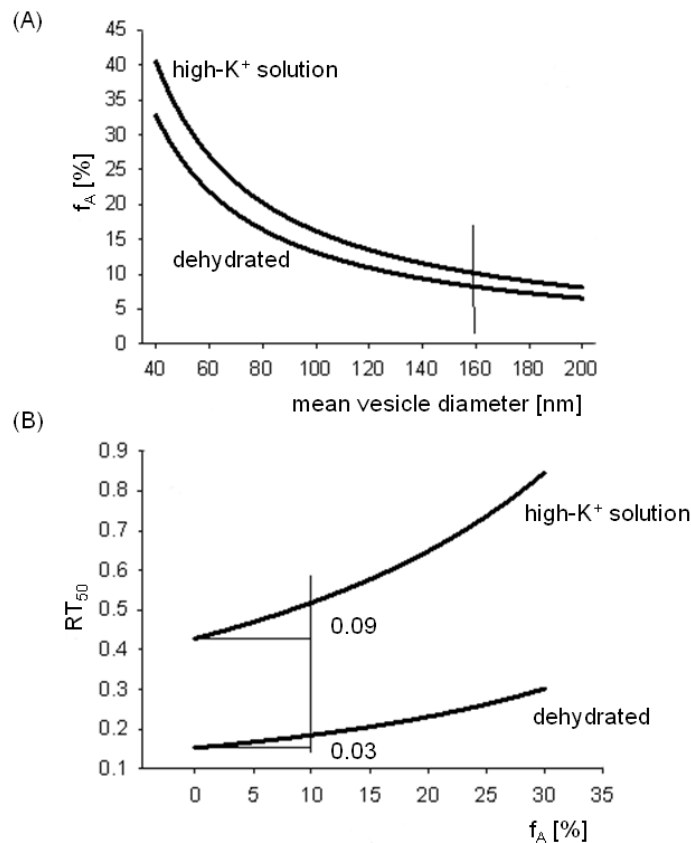 (A)
45
40
35
30
25
20
15
10
5
0
f_A [%]
high-K⁺ solution
dehydrated
40 60 80 100 120 140 160 180 200
mean vesicle diameter [nm]
(B)
0.9
0.8
0.7
0.6
0.5
0.4
0.3
0.2
0.1
RT₅₀
high-K⁺ solution
0.09
dehydrated
0.03
0 5 10 15 20 25 30 35
f_A [%]